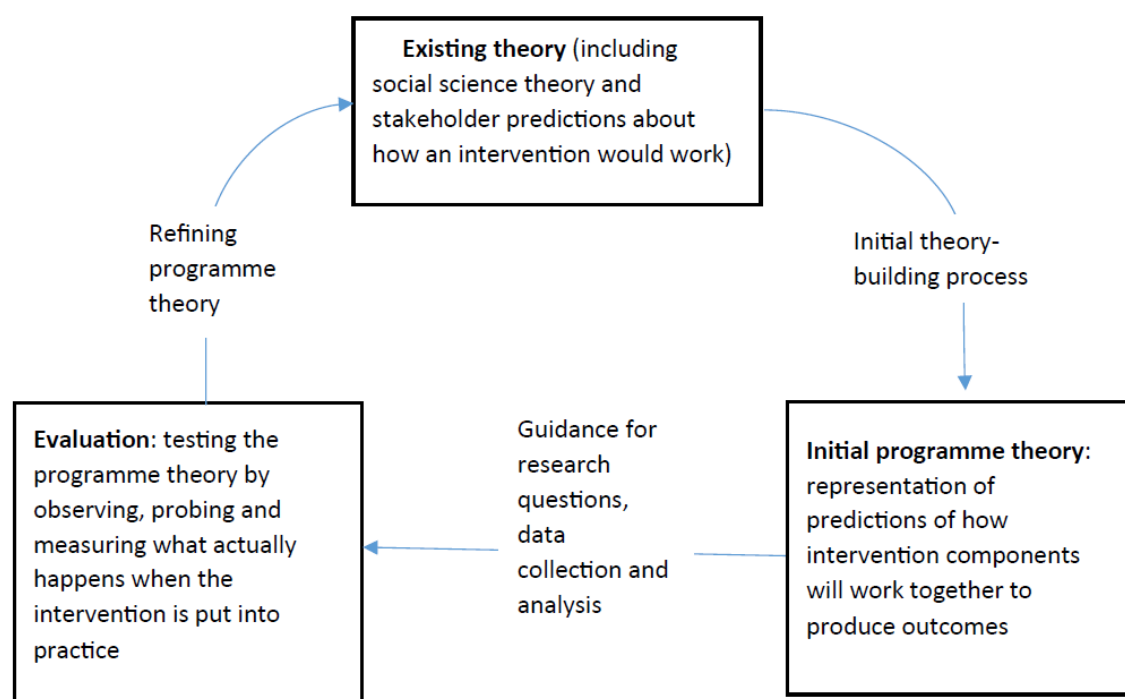 Existing theory (including
social science theory and
stakeholder predictions about
how an intervention would work)
Initial theory-
building process
Initial programme theory:
representation of
predictions of how
intervention components
will work together to
produce outcomes
Guidance for
research
questions,
data
collection and
analysis
Evaluation: testing the
programme theory by
observing, probing and
measuring what actually
happens when the
intervention is put into
practice
Refining
programme
theory